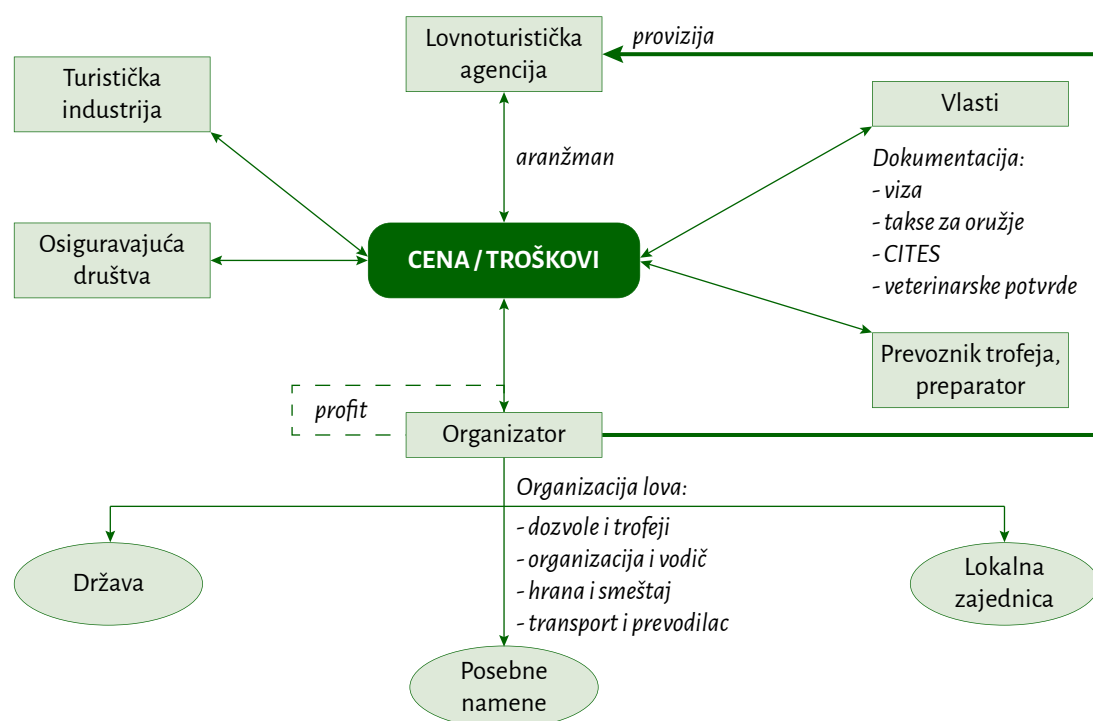 Lovnoturistička
agencija
provizija
Turistička
industrija
Vlasti
aranžman
Dokumentacija:
- viza
- takse za oružje
- CITES
- veterinarske potvrde
Osiguravajuća
društva
CENA / TROŠKOVI
Prevoznik trofeja,
preparator
profit
Organizator
Organizacija lova:
- dozvole i trofeji
- organizacija i vodič
- hrana i smeštaj
- transport i prevodilac
Država
Lokalna
zajednica
Posebne
namene